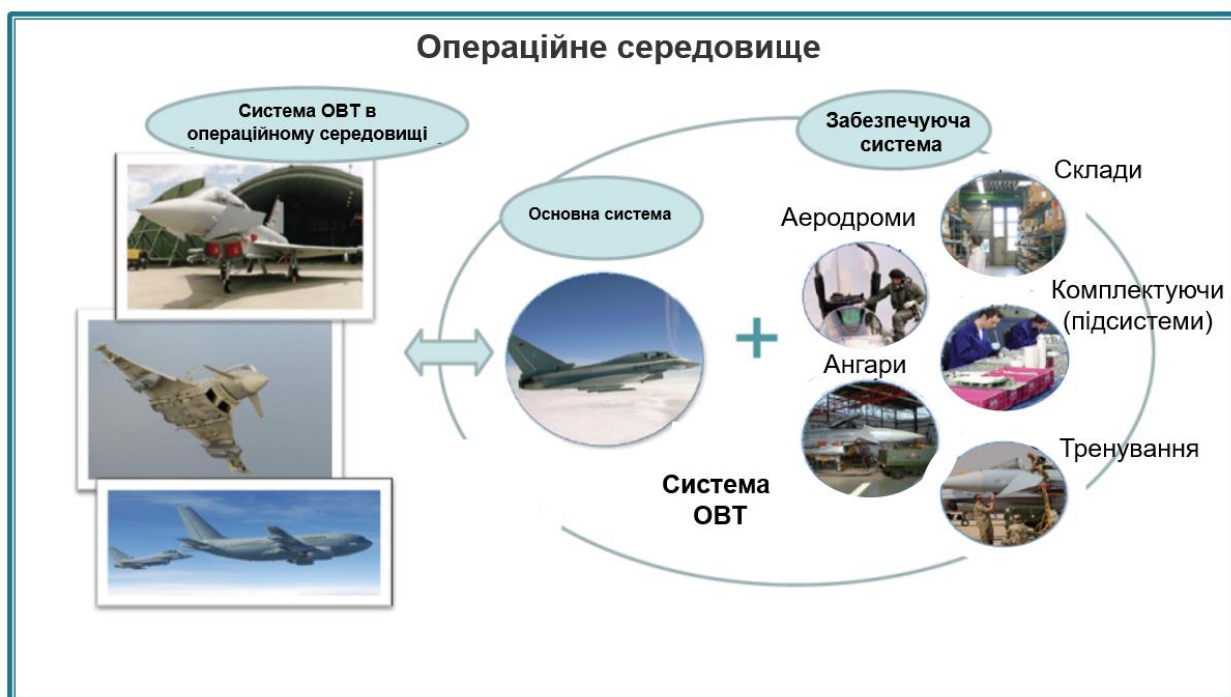 Операційне середовище
Система ОВТ в
операційному середовищі
Забезпечуюча
система
Основна система
Склади
Аеродроми
Комплектуючи
(підсистеми)
Ангари
Тренування
Система
ОВТ